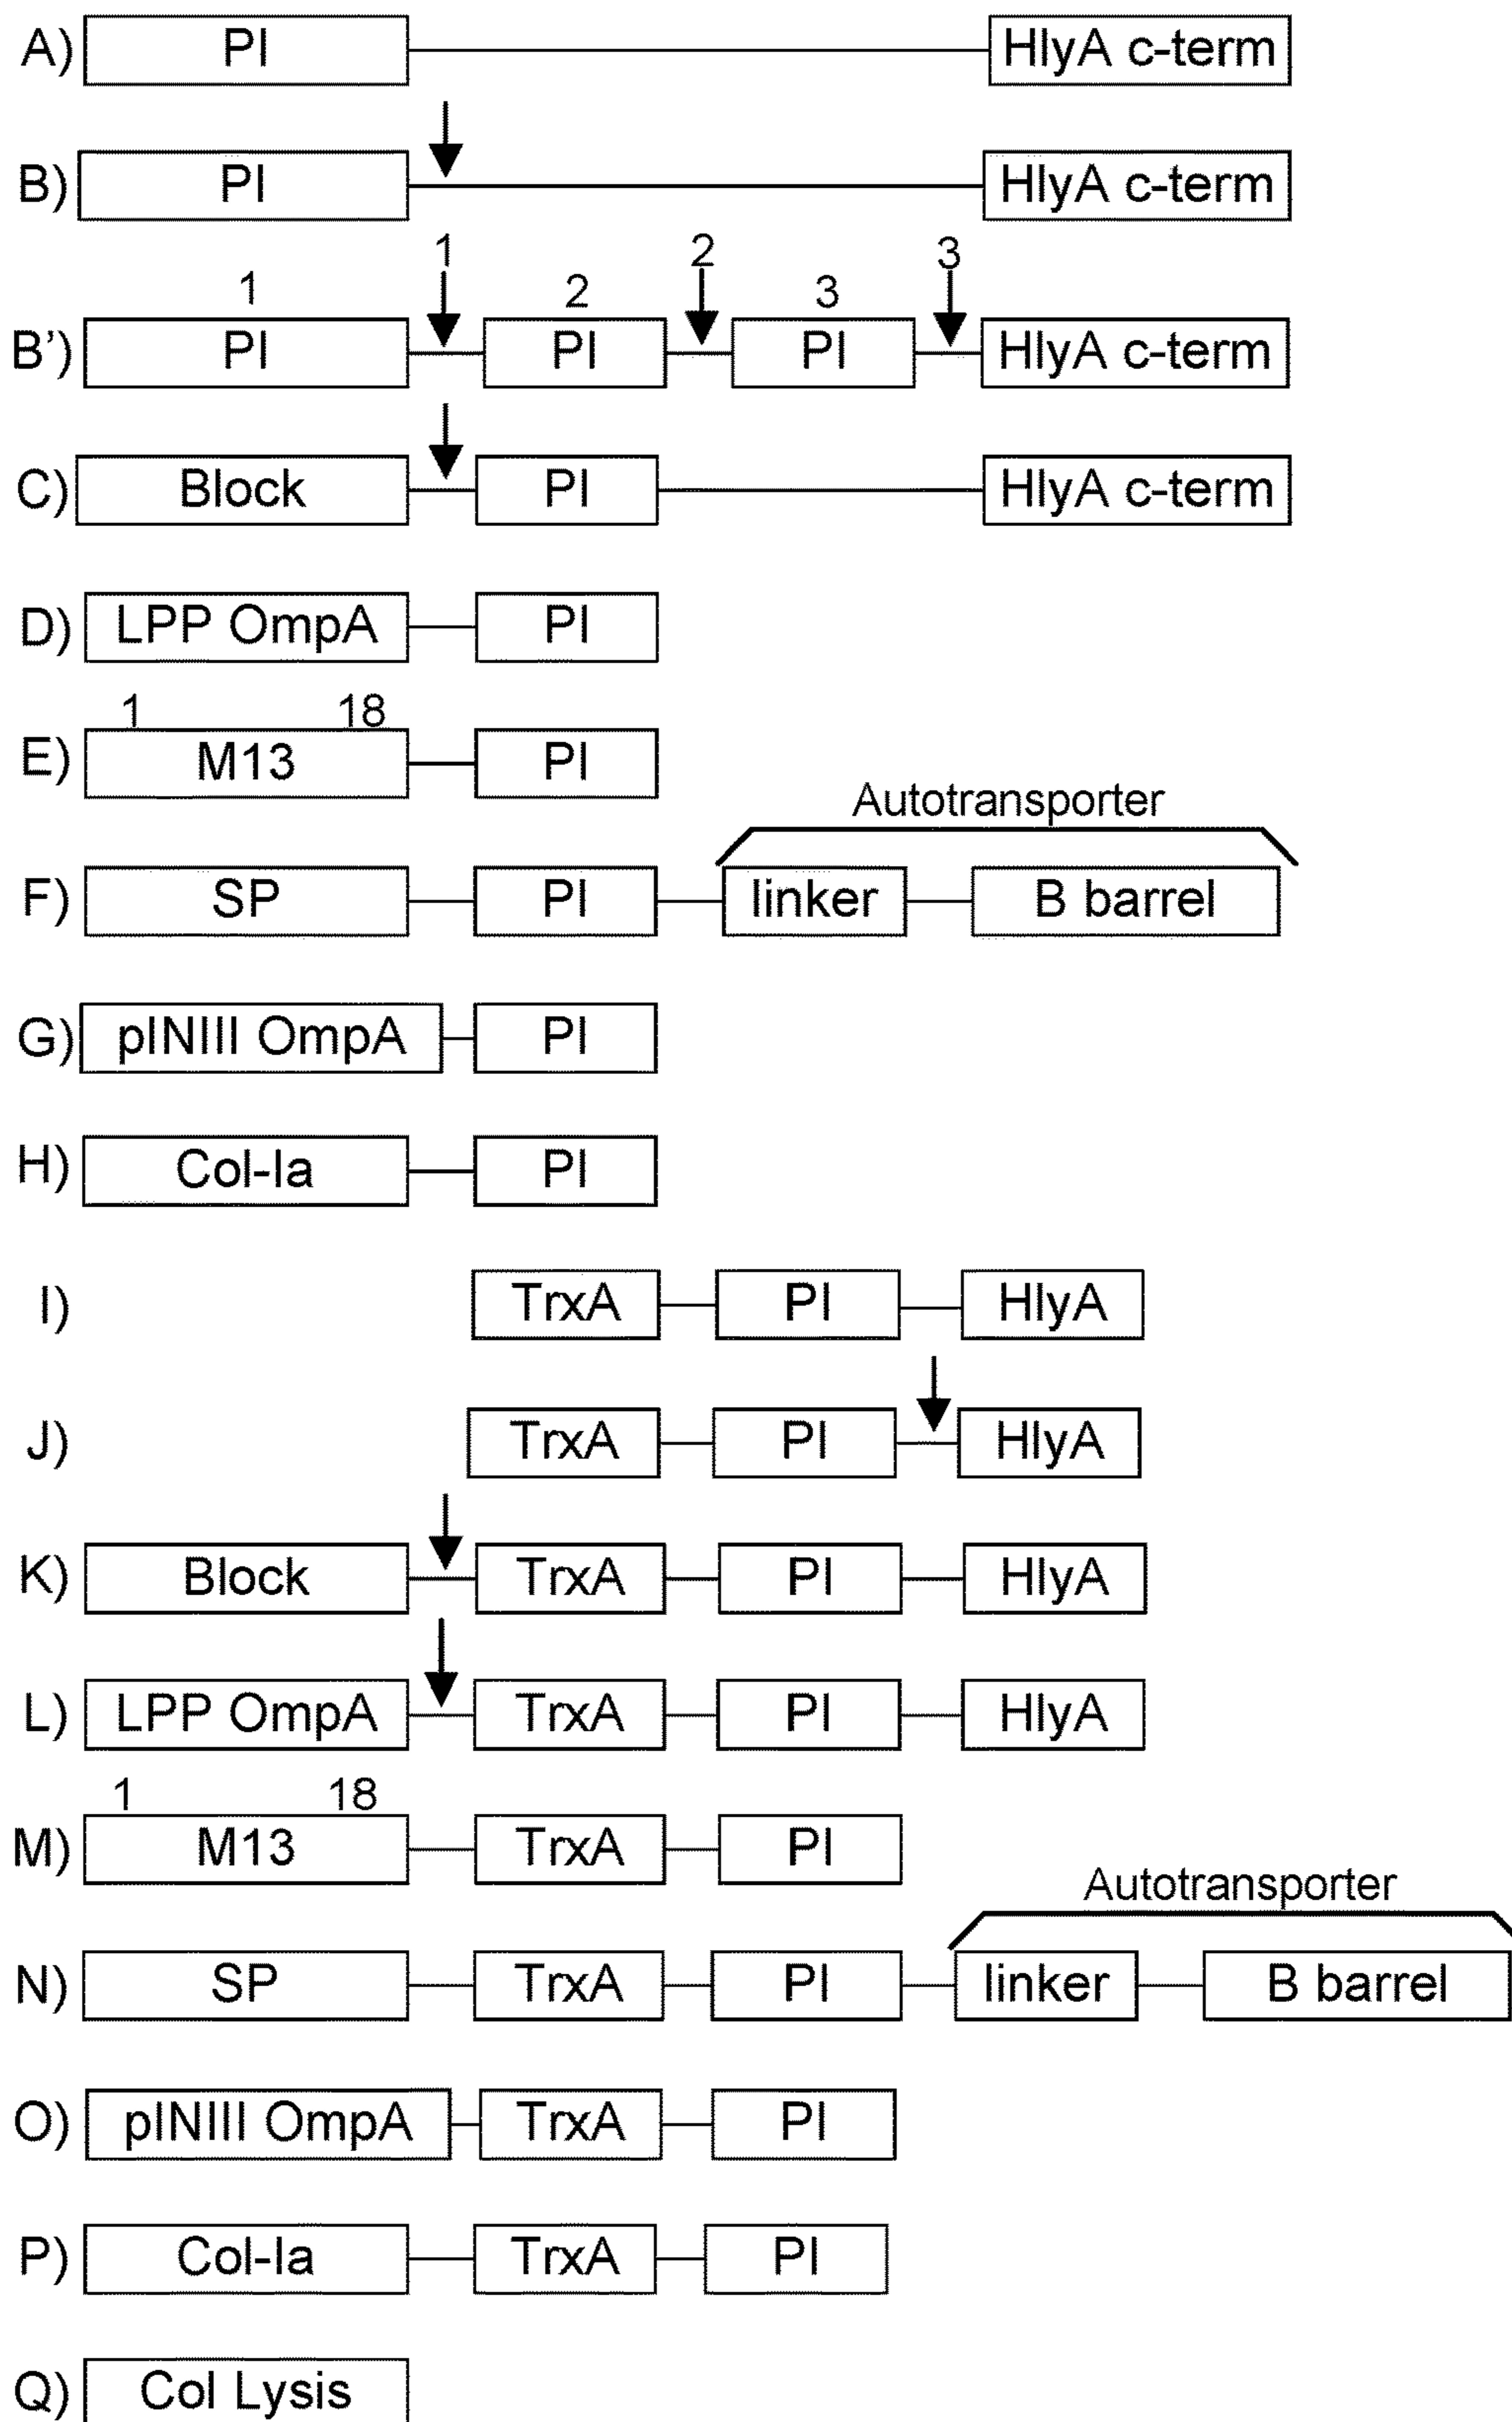 A) PI HlyA c-term
B) PI HlyA c-term
1 2 3
1 2 3
B') PI PI PI HlyA c-term
C) Block PI HlyA c-term
D) LPP OmpA PI
1 18
E) M13 PI
Autotransporter
F) SP PI linker B barrel
G) pINIII OmpA PI
H) Col-Ia PI
I) TrxA PI HlyA
J) TrxA PI HlyA
K) Block TrxA PI HlyA
L) LPP OmpA TrxA PI HlyA
1 18
M) M13 TrxA PI
Autotransporter
N) SP TrxA PI linker B barrel
O) pINIII OmpA TrxA PI
P) Col-Ia TrxA PI
Q) Col Lysis